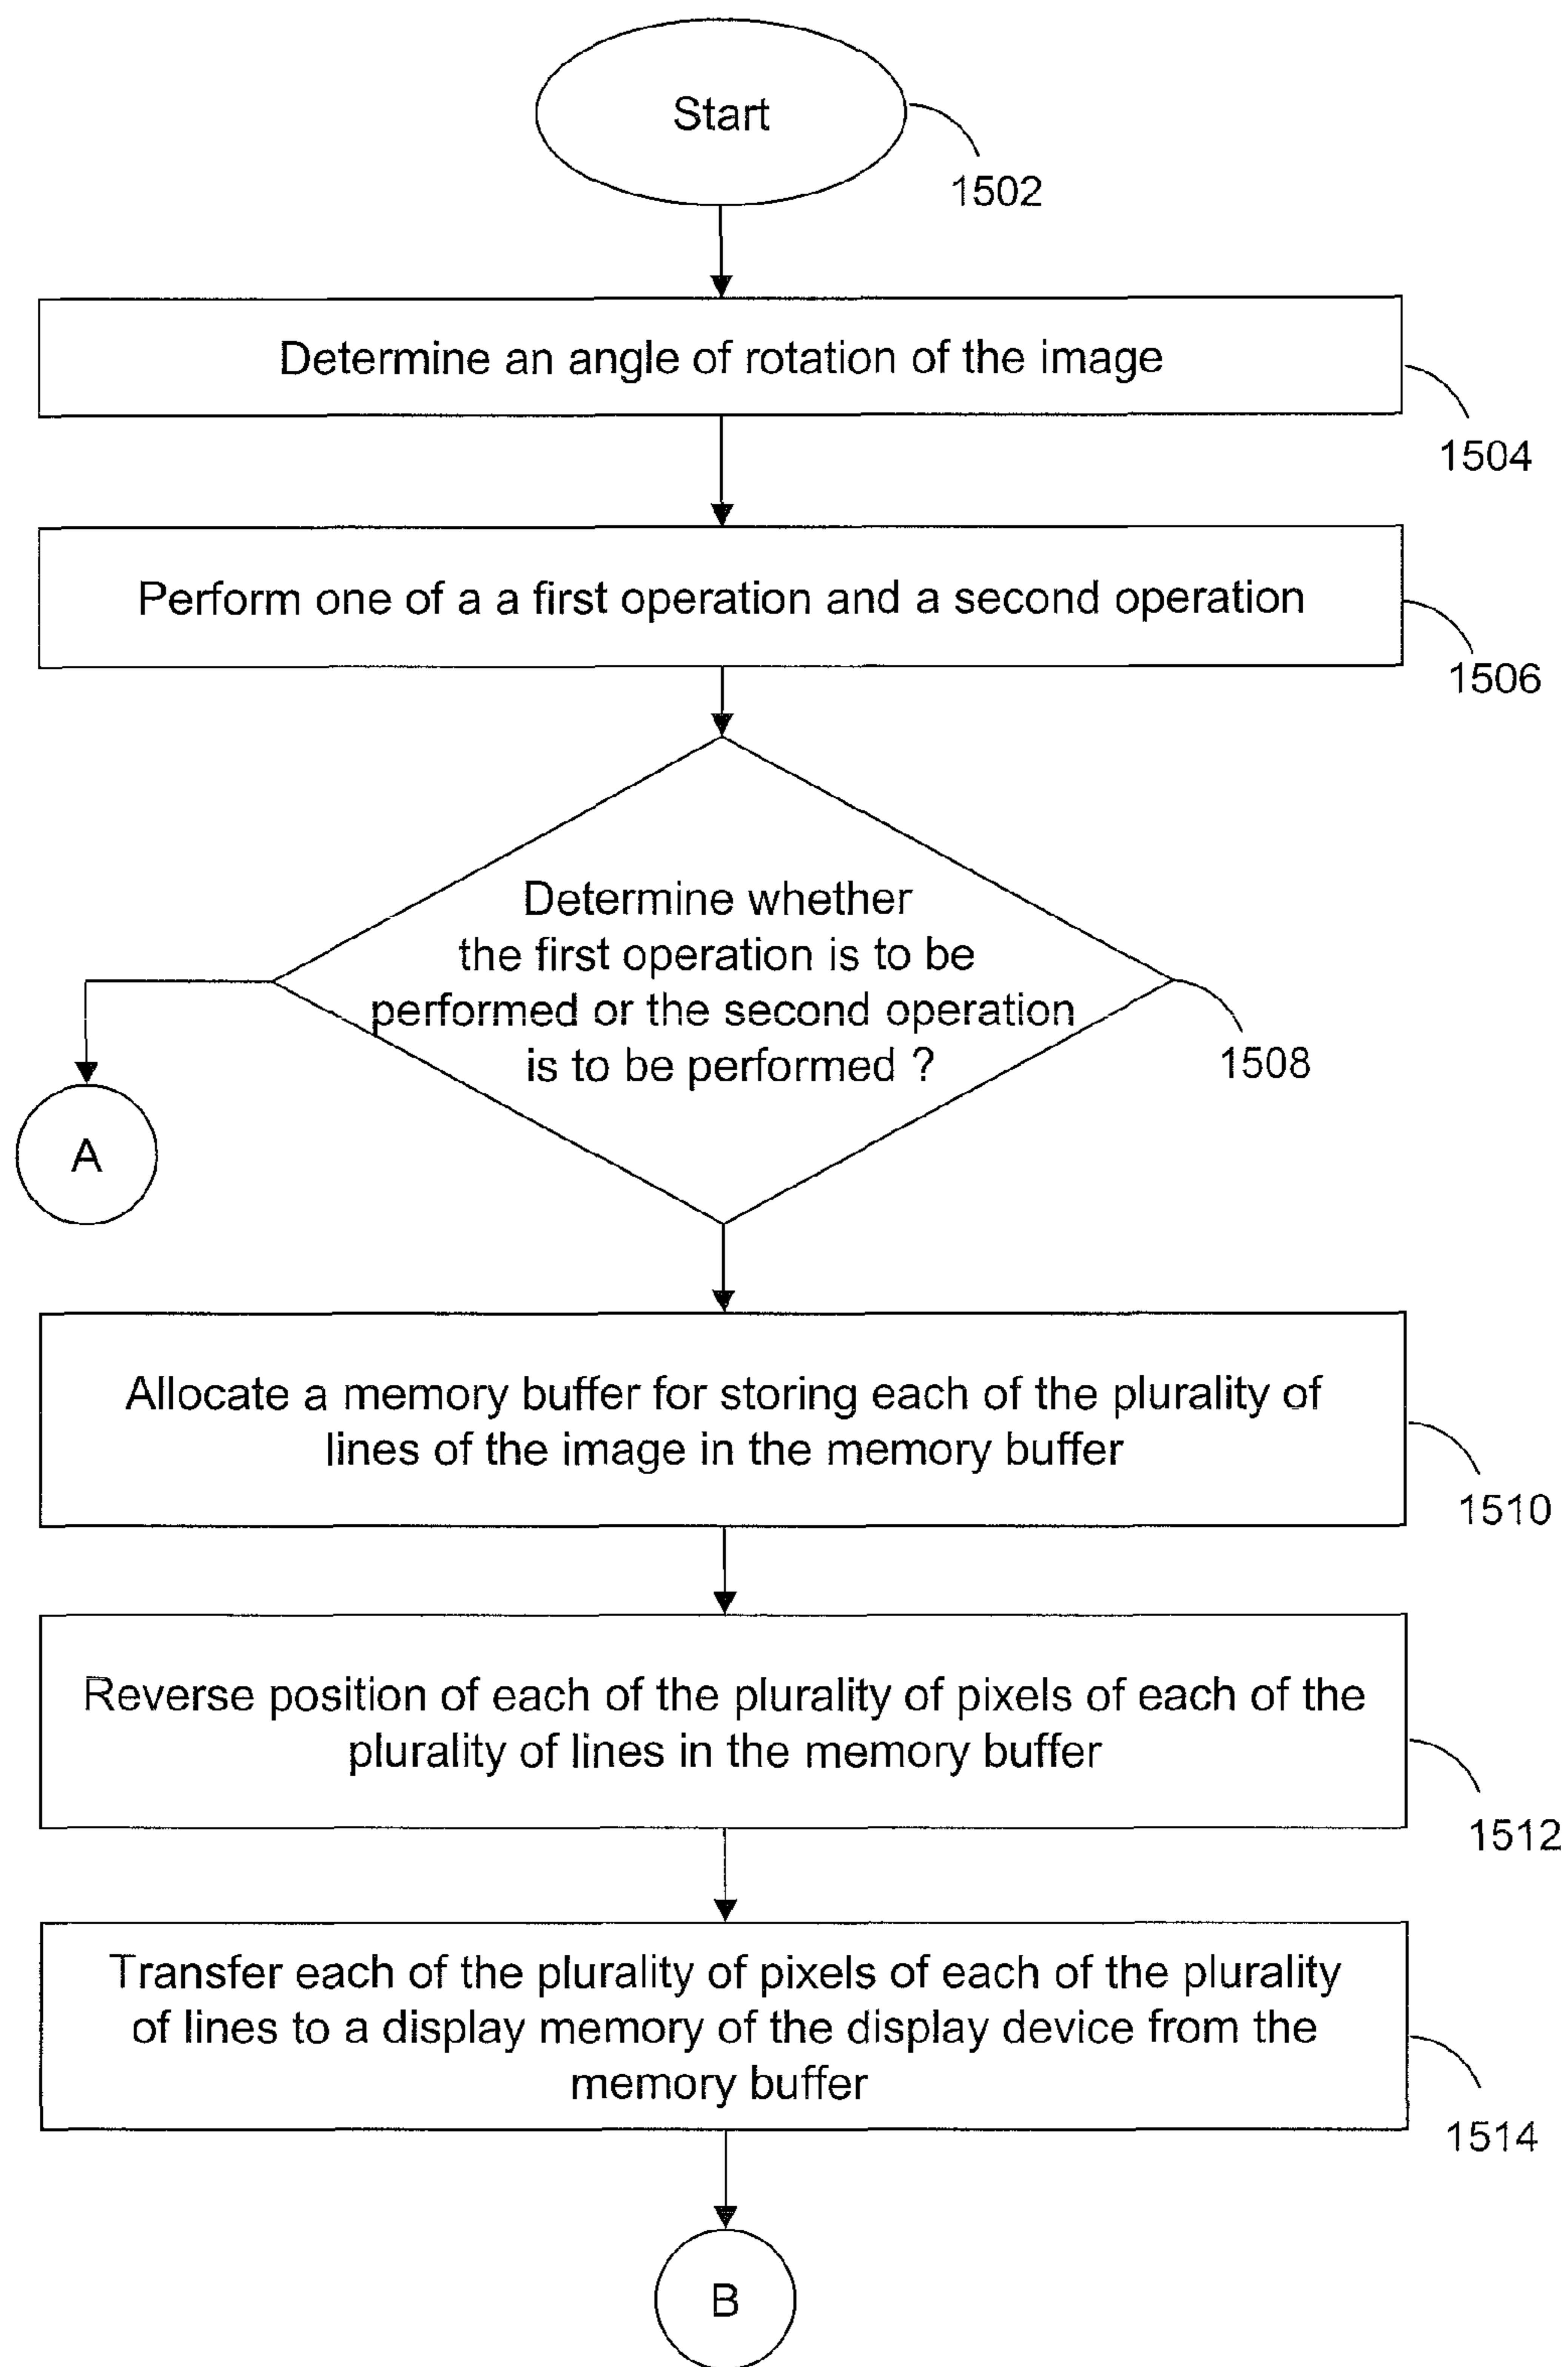 Start
1502
Determine an angle of rotation of the image
1504
Perform one of a a first operation and a second operation
1506
Determine whether
the first operation is to be
performed or the second operation
is to be performed ?
1508
A
Allocate a memory buffer for storing each of the plurality of
lines of the image in the memory buffer
1510
Reverse position of each of the plurality of pixels of each of the
plurality of lines in the memory buffer
1512
Transfer each of the plurality of pixels of each of the plurality
of lines to a display memory of the display device from the
memory buffer
1514
B